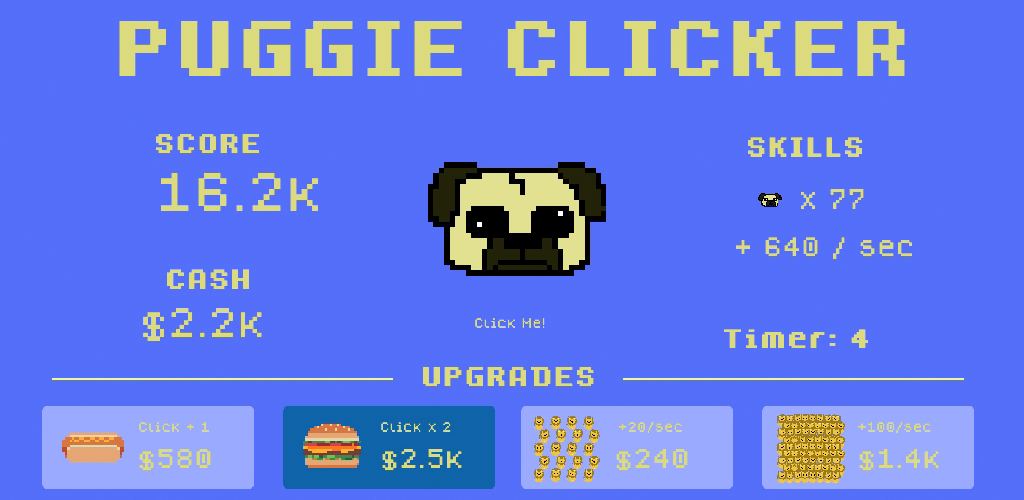 PUGGIE CLICKER
SCORE
16.2K
CASH
$2.2K
Click Me!
SKILLS
X 77
+ 640 / sec
Timer: 4
UPGRADES
Click + 1
$580
Click x 2
$2.5K
+20/sec
$240
+100/sec
$1.4K